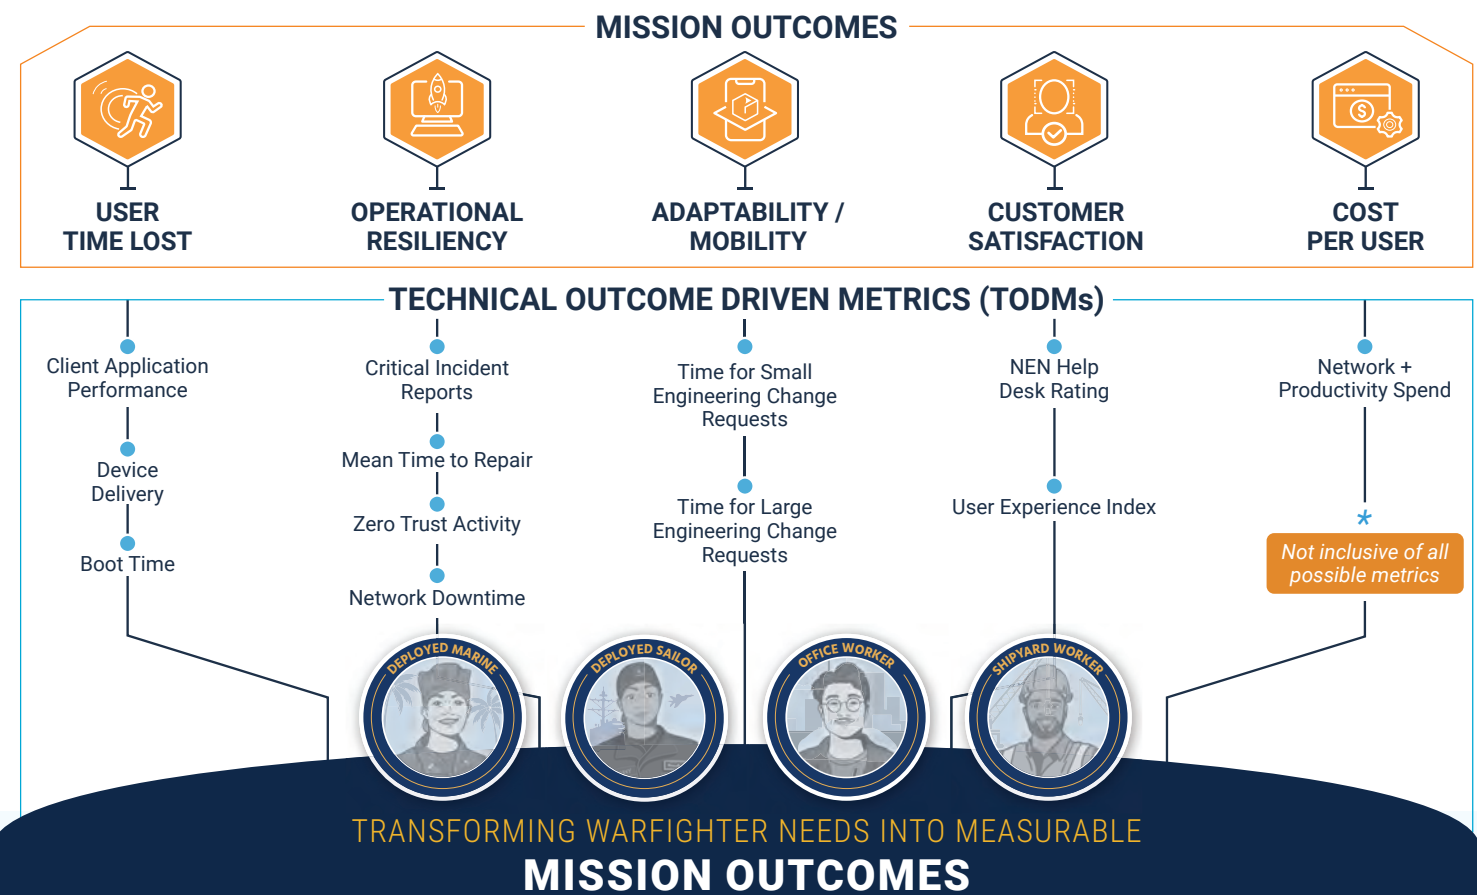 MISSION OUTCOMES
USER
TIME LOST
OPERATIONAL
RESILIENCY
ADAPTABILITY /
MOBILITY
CUSTOMER
SATISFACTION
COST
PER USER
TECHNICAL OUTCOME DRIVEN METRICS (TODMs)
Client Application
Performance
Device
Delivery
Boot Time
Critical Incident
Reports
Mean Time to Repair
Zero Trust Activity
Network Downtime
Time for Small
Engineering Change
Requests
Time for Large
Engineering Change
Requests
NEN Help
Desk Rating
User Experience Index
Network +
Productivity Spend
*
Not inclusive of all
possible metrics
DEPLOYED MARINE
DEPLOYED SAILOR
OFFICE WORKER
SHIPYARD WORKER
TRANSFORMING WARFIGHTER NEEDS INTO MEASURABLE
MISSION OUTCOMES